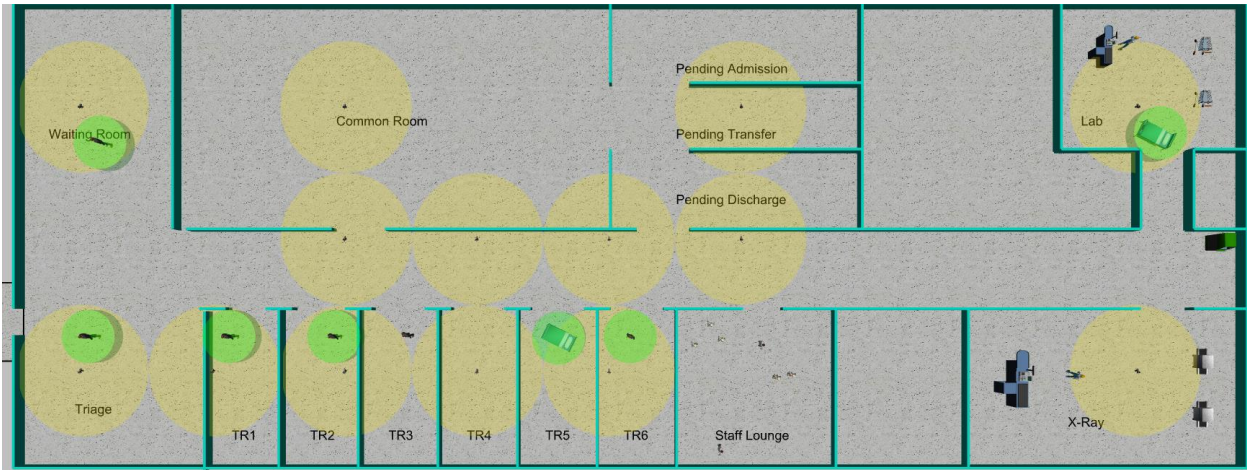 Pending Admission
Waiting Room
Common Room
Pending Transfer
Lab
Pending Discharge
Triage
TR1
TR2
TR3
TR4
TR5
TR6
Staff Lounge
X-Ray